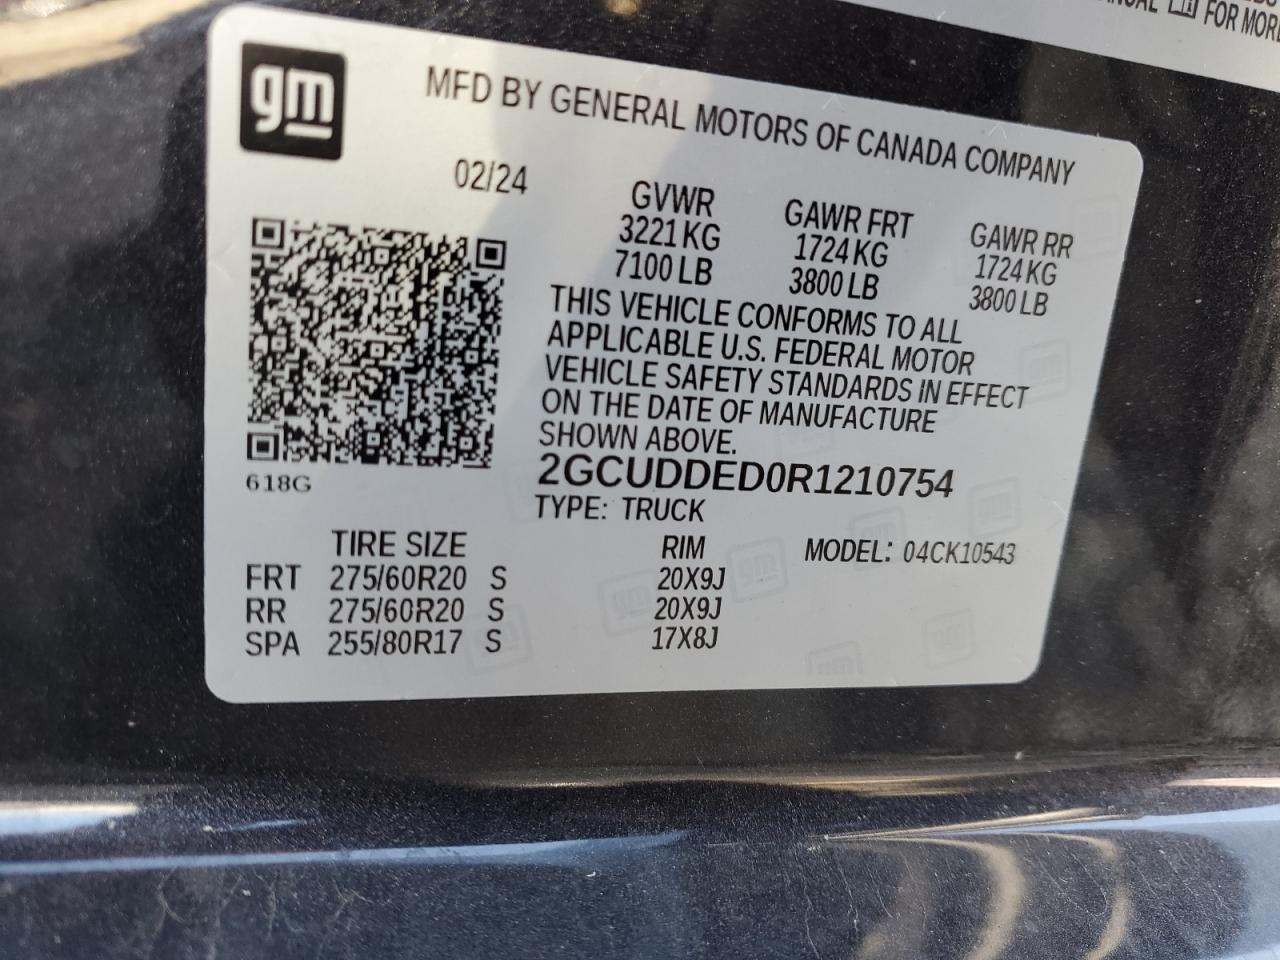 MANUAL FOR MORE
gm
MFD BY GENERAL MOTORS OF CANADA COMPANY
02/24
GVWR GAWR FRT GAWR RR
3221 KG 1724 KG 1724 KG
7100 LB 3800 LB 3800 LB
THIS VEHICLE CONFORMS TO ALL
APPLICABLE U.S. FEDERAL MOTOR
VEHICLE SAFETY STANDARDS IN EFFECT
ON THE DATE OF MANUFACTURE
SHOWN ABOVE.
618G
2GCUDDED0R1210754
TYPE: TRUCK
TIRE SIZE RIM MODEL: 04CK10543
FRT 275/60R20 S 20X9J
RR 275/60R20 S 20X9J
SPA 255/80R17 S 17X8J